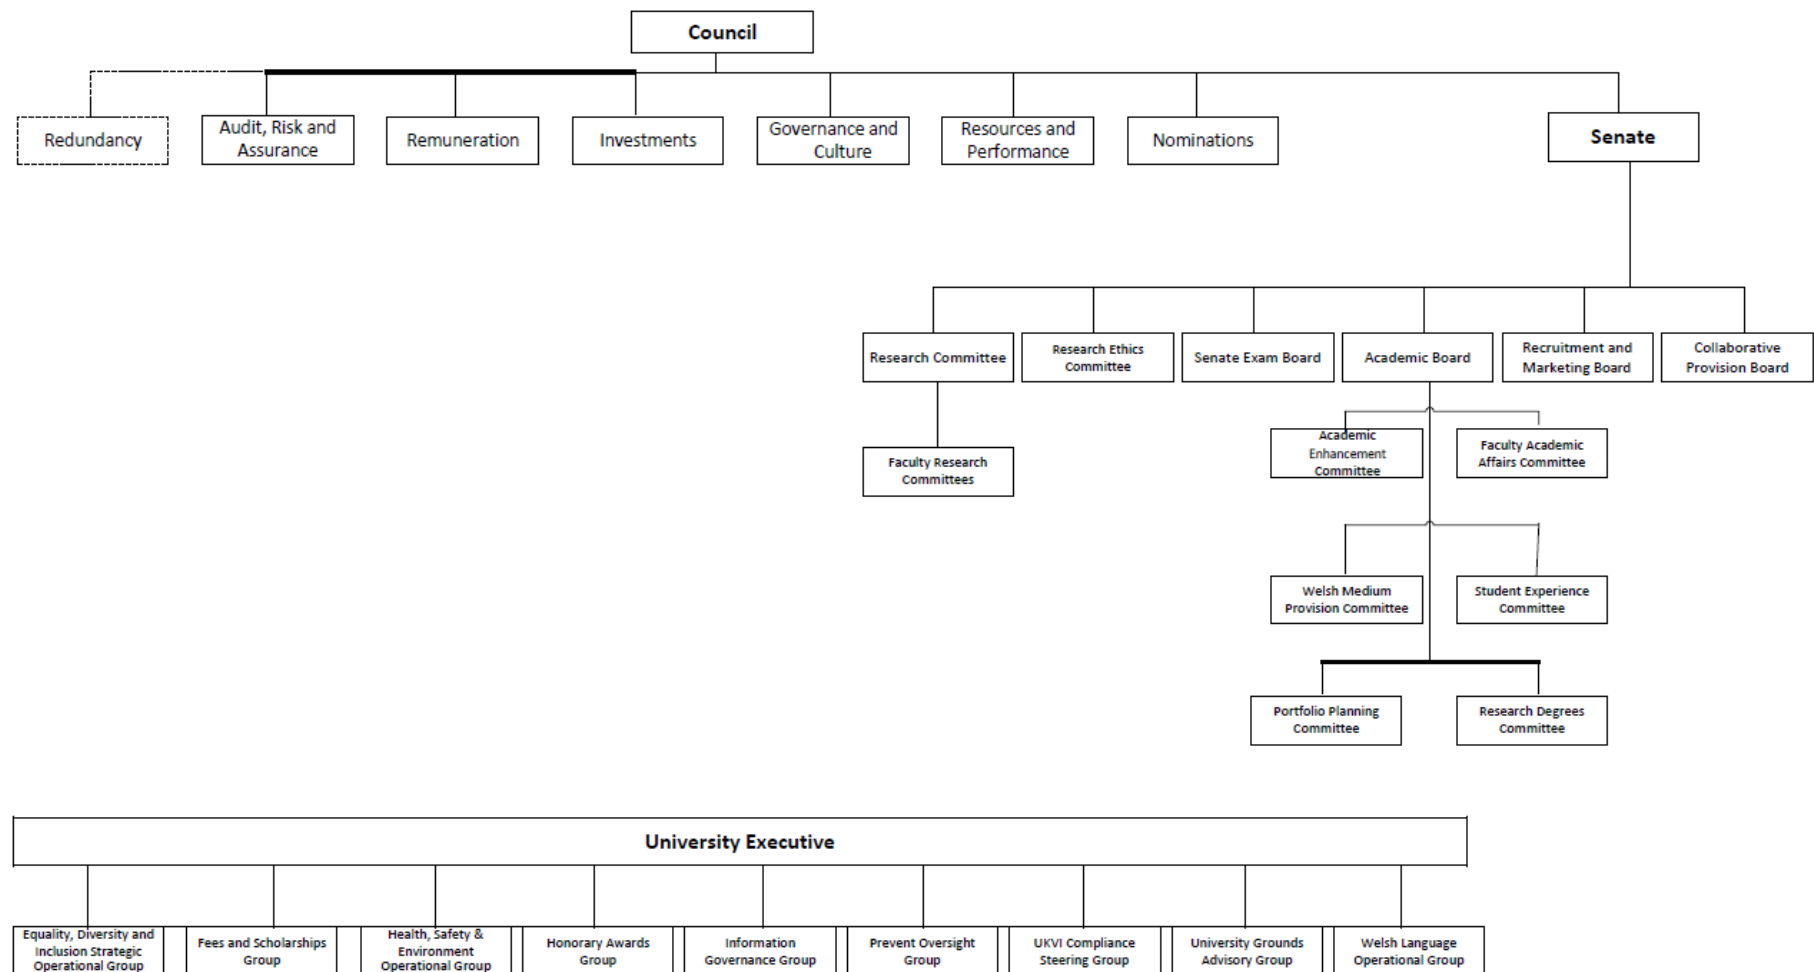 Council
Redundancy
Audit, Risk and
Assurance
Remuneration
Investments
Governance and
Culture
Resources and
Performance
Nominations
Senate
Research Committee
Research Ethics
Committee
Senate Exam Board
Academic Board
Recruitment and
Marketing Board
Collaborative
Provision Board
Faculty Research
Committees
Academic
Enhancement
Committee
Faculty Academic
Affairs Committee
Welsh Medium
Provision Committee
Student Experience
Committee
Portfolio Planning
Committee
Research Degrees
Committee
University Executive
Equality, Diversity and
Inclusion Strategic
Operational Group
Fees and Scholarships
Group
Health, Safety &
Environment
Operational Group
Honorary Awards
Group
Information
Governance Group
Prevent Oversight
Group
UKVI Compliance
Steering Group
University Grounds
Advisory Group
Welsh Language
Operational Group